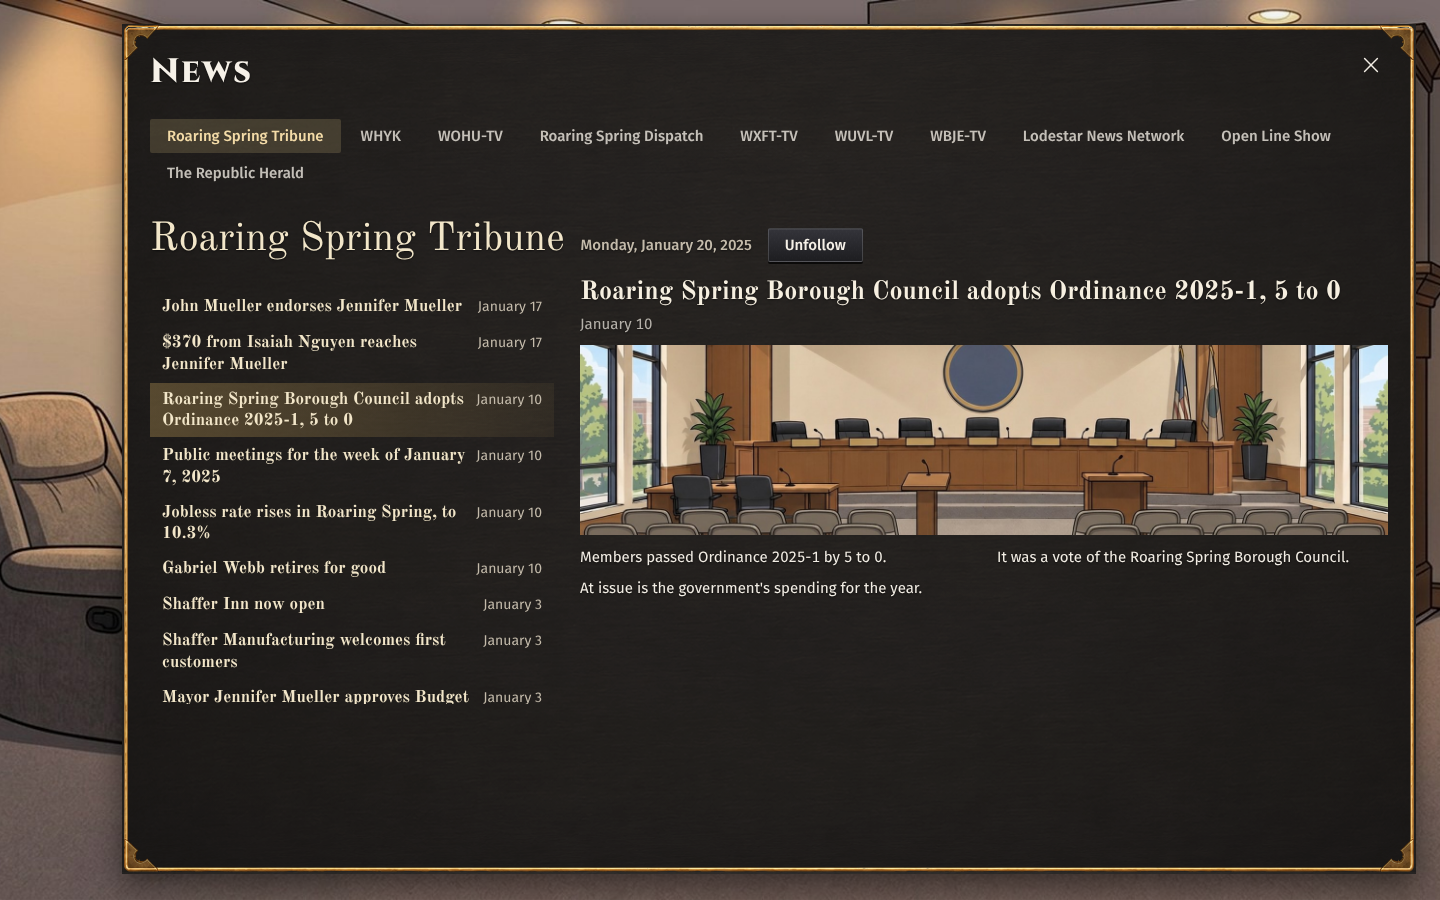 News
Roaring Spring Tribune
WHYK
WOHU-TV
Roaring Spring Dispatch
WXFT-TV
WUVL-TV
WBJE-TV
Lodestar News Network
Open Line Show
The Republic Herald
Roaring Spring Tribune
Monday, January 20, 2025
Unfollow
John Mueller endorses Jennifer Mueller
January 17
$370 from Isaiah Nguyen reaches
Jennifer Mueller
January 17
Roaring Spring Borough Council adopts
Ordinance 2025-1, 5 to 0
January 10
Public meetings for the week of January
7, 2025
January 10
Jobless rate rises in Roaring Spring, to
10.3%
January 10
Gabriel Webb retires for good
January 10
Shaffer Inn now open
January 3
Shaffer Manufacturing welcomes first
customers
January 3
Mayor Jennifer Mueller approves Budget
January 3
Roaring Spring Borough Council adopts Ordinance 2025-1, 5 to 0
January 10
Members passed Ordinance 2025-1 by 5 to 0.
At issue is the government's spending for the year.
It was a vote of the Roaring Spring Borough Council.